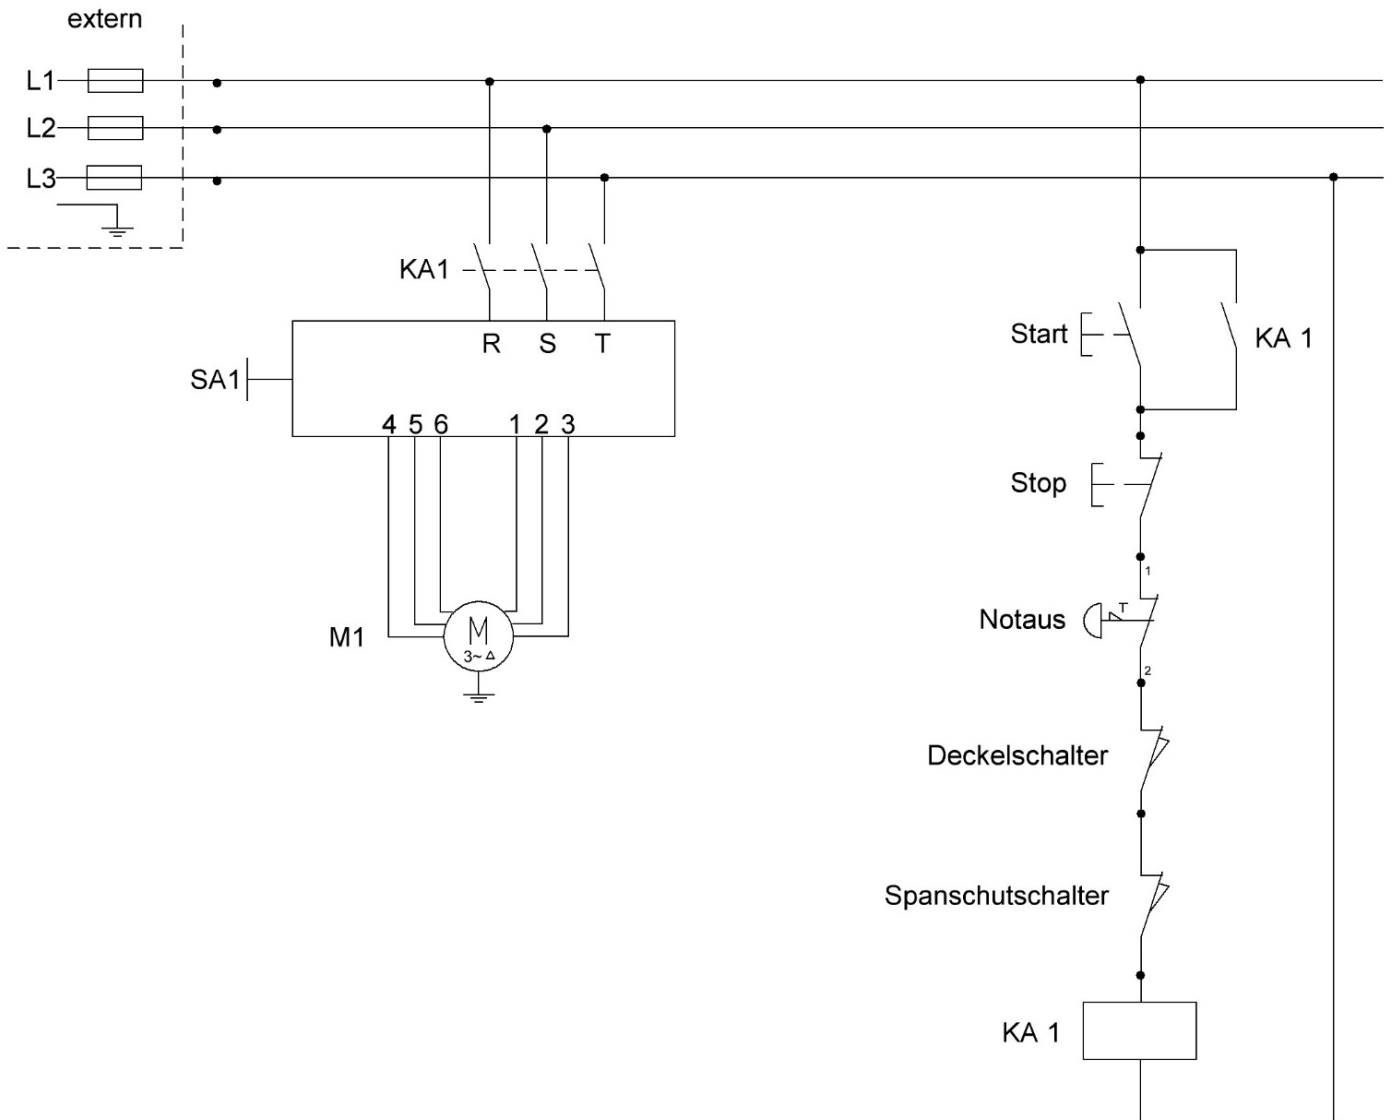 extern
L1
L2
L3
KA1
R S T
SA1
4 5 6 1 2 3
M1
M
3~ Δ
Start
KA 1
Stop
1
Notaus
T
2
Deckelschalter
Spanschutschalter
KA 1